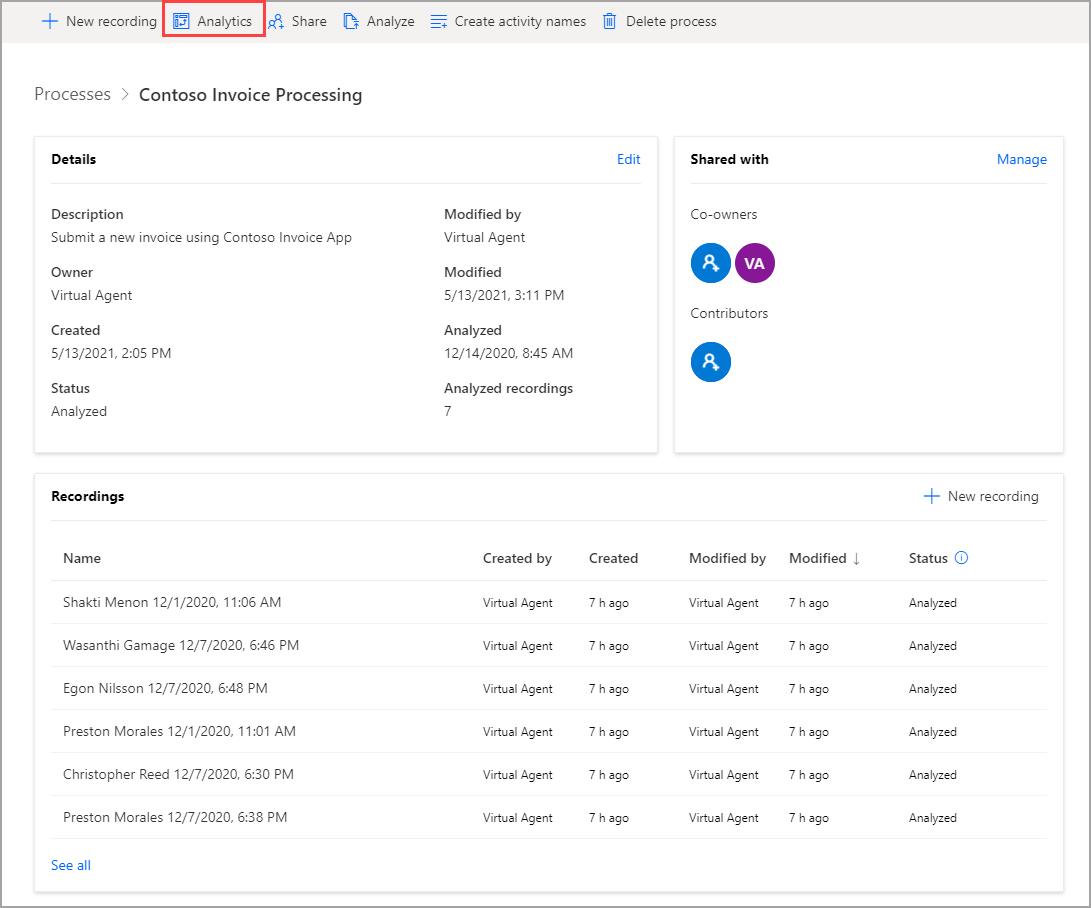 New recording Analytics Share Analyze Create activity names Delete process
Processes > Contoso Invoice Processing
Details Edit
Description Modified by
Submit a new invoice using Contoso Invoice App Virtual Agent
Owner Modified
Virtual Agent 5/13/2021, 3:11 PM
Created Analyzed
5/13/2021, 2:05 PM 12/14/2020, 8:45 AM
Status Analyzed recordings
Analyzed 7
Shared with Manage
Co-owners
VA
Contributors
Recordings New recording
Name Created by Created Modified by Modified ↓ Status
Shakti Menon 12/1/2020, 11:06 AM Virtual Agent 7 h ago Virtual Agent 7 h ago Analyzed
Wasanthi Gamage 12/7/2020, 6:46 PM Virtual Agent 7 h ago Virtual Agent 7 h ago Analyzed
Egon Nilsson 12/7/2020, 6:48 PM Virtual Agent 7 h ago Virtual Agent 7 h ago Analyzed
Preston Morales 12/1/2020, 11:01 AM Virtual Agent 7 h ago Virtual Agent 7 h ago Analyzed
Christopher Reed 12/7/2020, 6:30 PM Virtual Agent 7 h ago Virtual Agent 7 h ago Analyzed
Preston Morales 12/7/2020, 6:38 PM Virtual Agent 7 h ago Virtual Agent 7 h ago Analyzed
See all